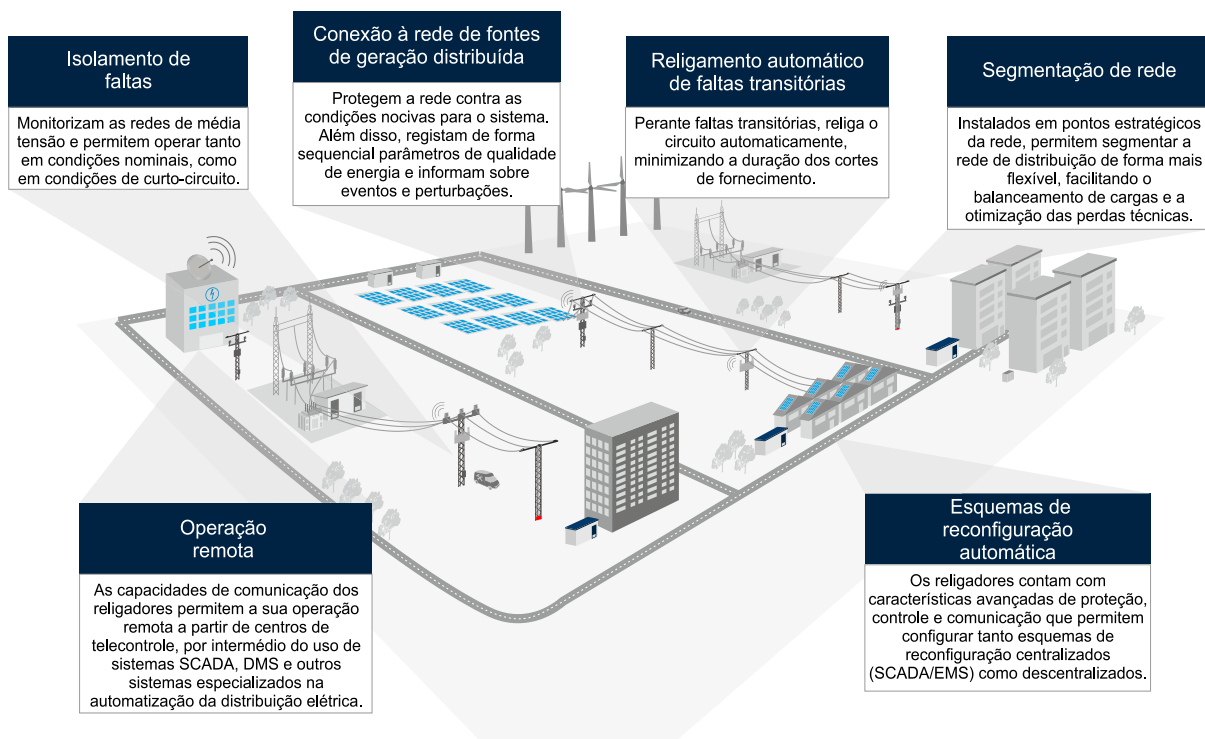 Isolamento de
faltas
Monitorizam as redes de média
tensão e permitem operar tanto
em condições nominais, como
em condições de curto-circuito.
Conexão à rede de fontes
de geração distribuída
Protegem a rede contra as
condições nocivas para o sistema.
Além disso, registam de forma
sequencial parâmetros de qualidade
de energia e informam sobre
eventos e perturbações.
Religamento automático
de faltas transitórias
Perante faltas transitórias, religa o
circuito automaticamente,
minimizando a duração dos cortes
de fornecimento.
Segmentação de rede
Instalados em pontos estratégicos
da rede, permitem segmentar a
rede de distribuição de forma mais
flexível, facilitando o
balanceamento de cargas e a
otimização das perdas técnicas.
Operação
remota
As capacidades de comunicação dos
religadores permitem a sua operação
remota a partir de centros de
telecontrole, por intermédio do uso de
sistemas SCADA, DMS e outros
sistemas especializados na
automatização da distribuição elétrica.
Esquemas de
reconfiguração
automática
Os religadores contam com
características avançadas de proteção,
controle e comunicação que permitem
configurar tanto esquemas de
reconfiguração centralizados
(SCADA/EMS) como descentralizados.